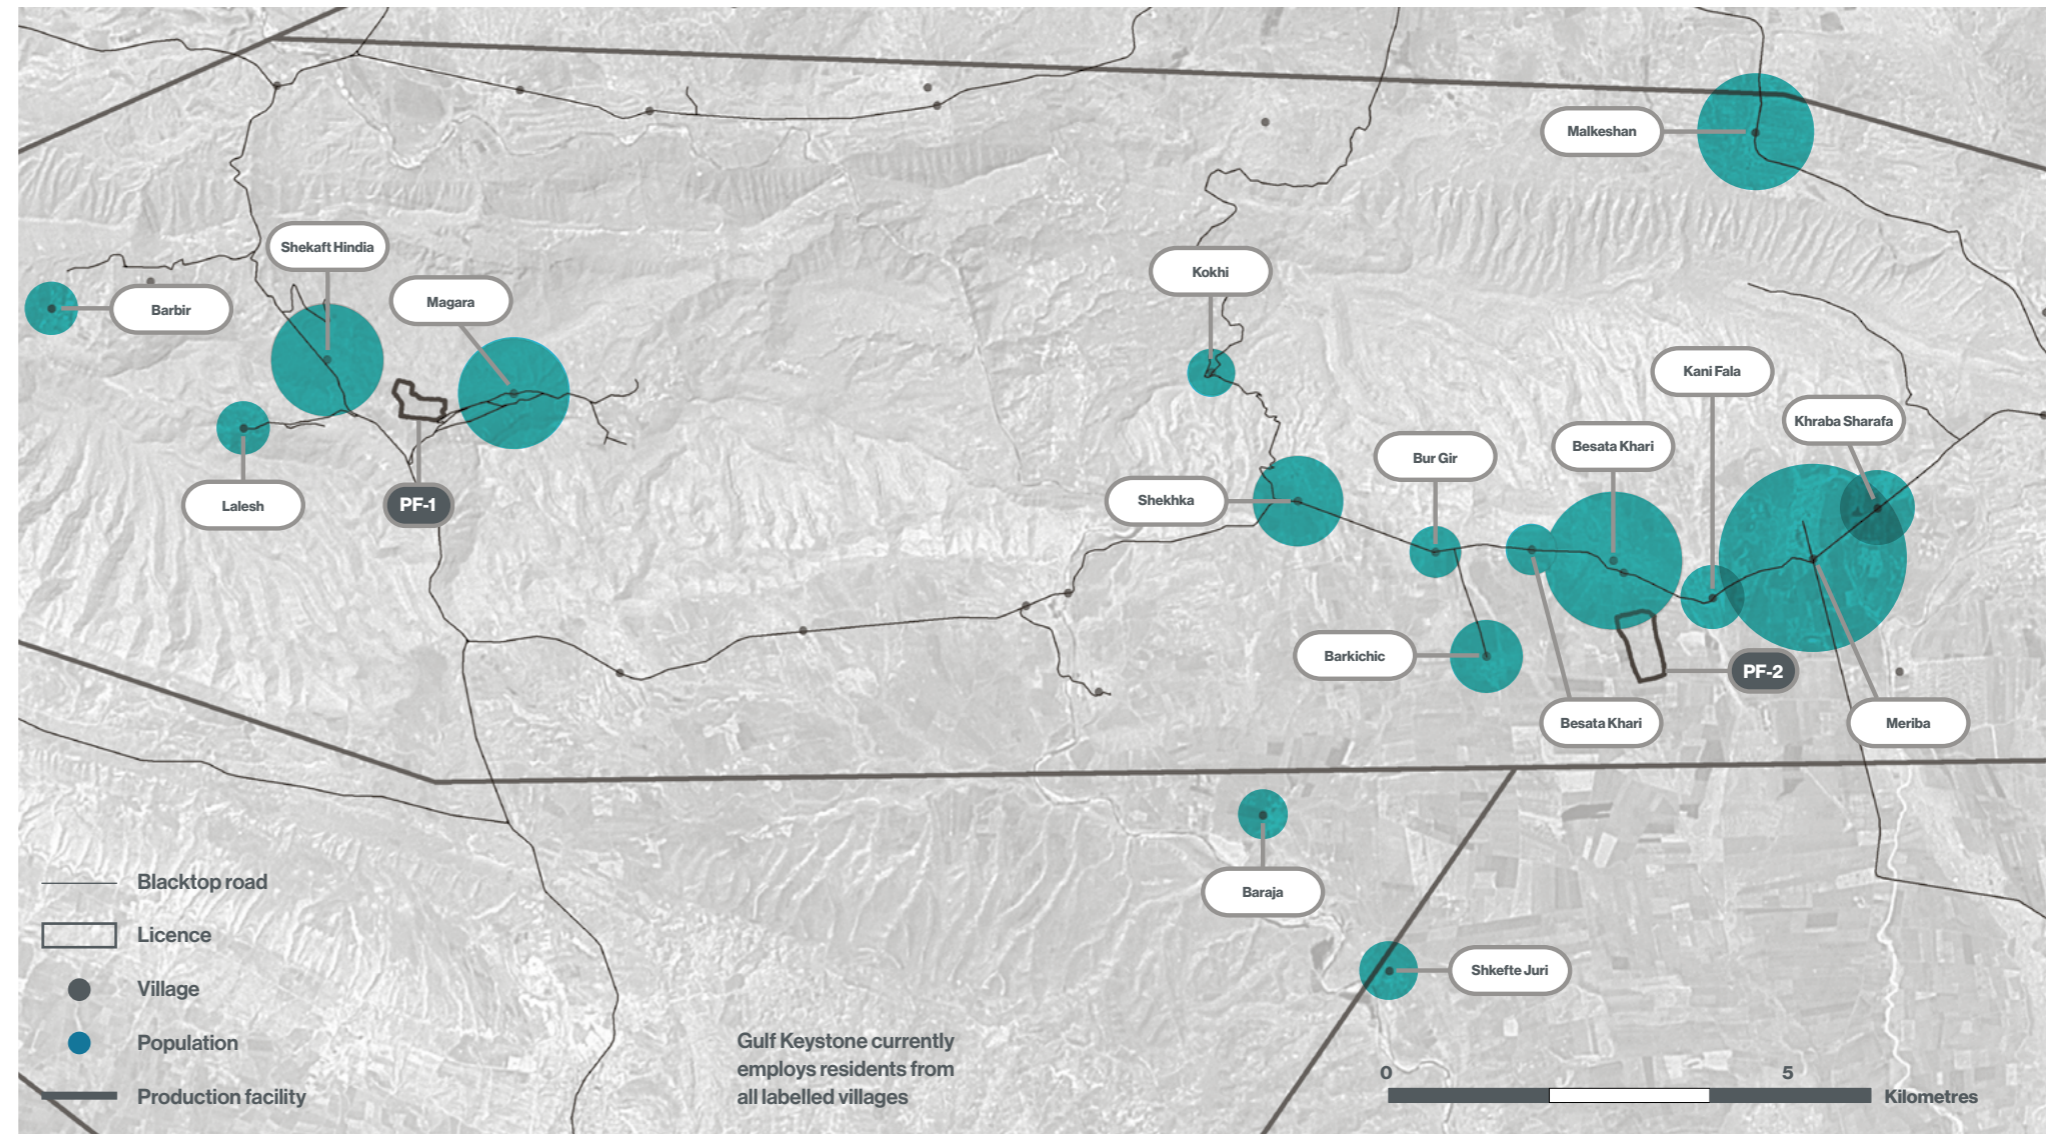 Malkeshan
Shekaft Hindia
Kokhi
Magara
Barbir
Kani Fala
Khraba Sharafa
Besata Khari
Bur Gir
Shekhka
Lalesh
PF-1
Barkichic
PF-2
Besata Khari
Meriba
Baraja
Shkefte Juri
Blacktop road
Licence
Village
Population
Production facility
Gulf Keystone currently
employs residents from
all labelled villages
0 5
Kilometres